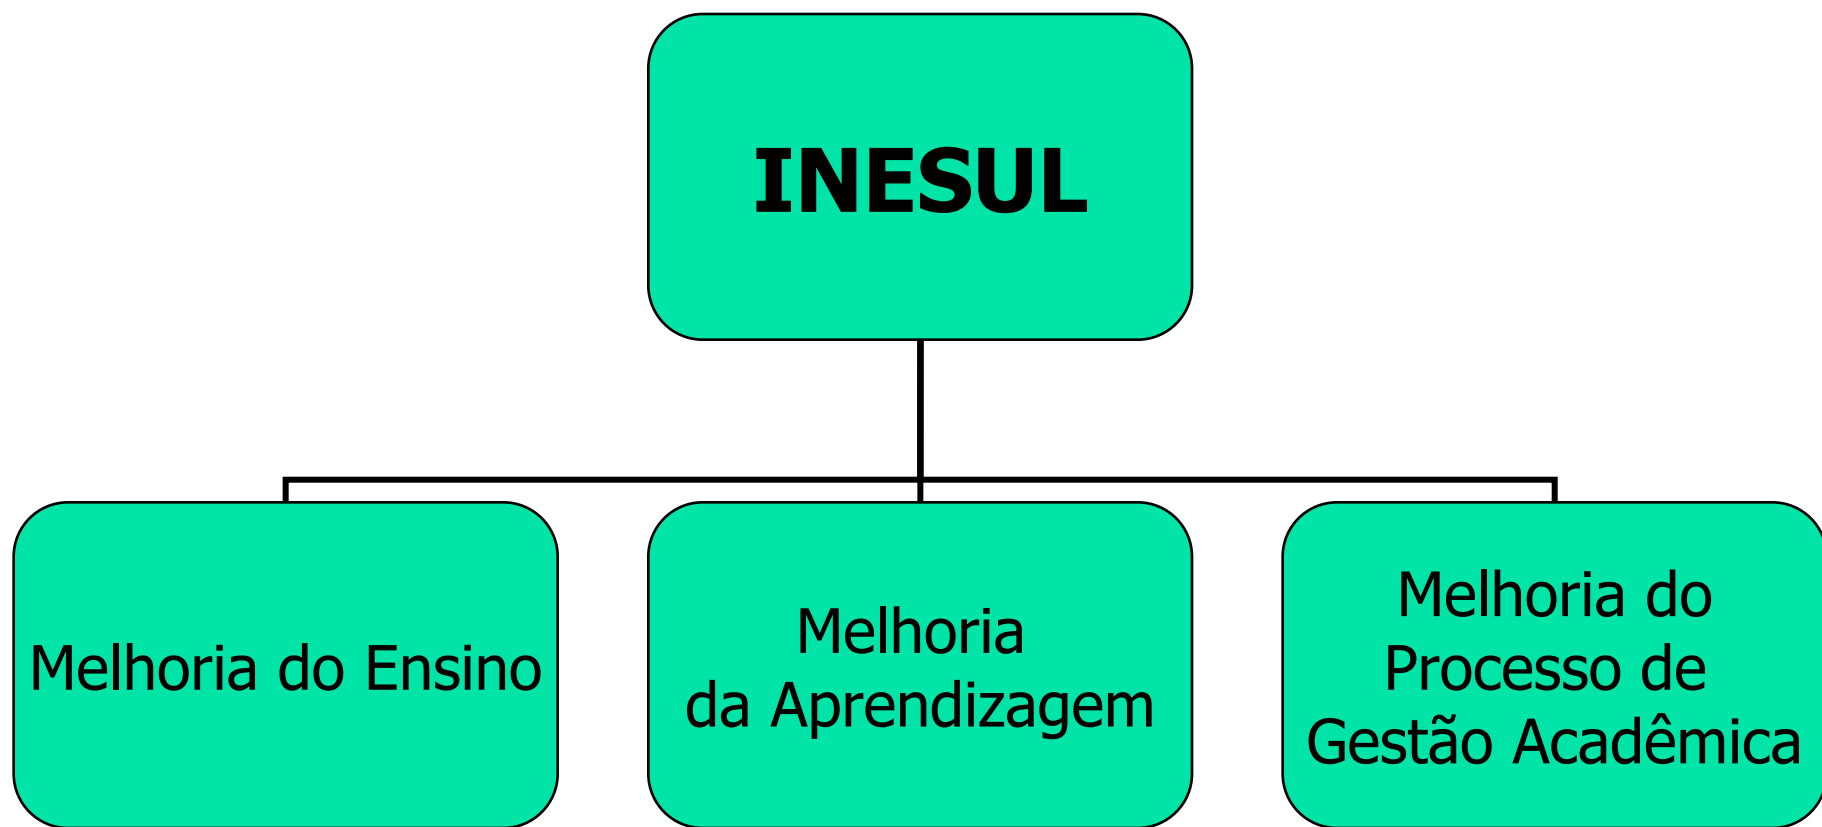 INESUL
Melhoria do Ensino
Melhoria
da Aprendizagem
Melhoria do
Processo de
Gestão Acadêmica